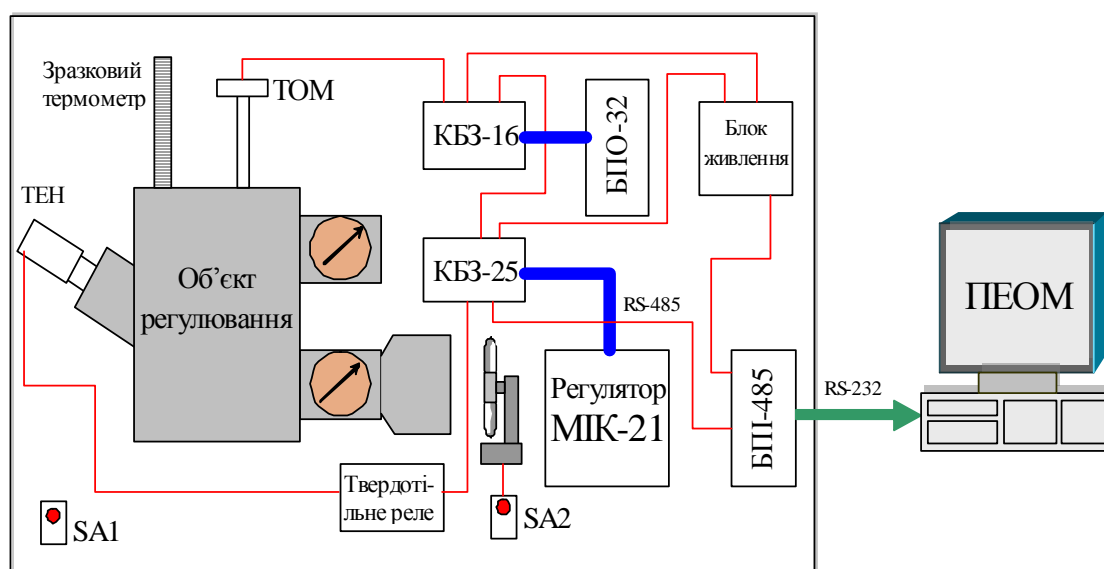 Зразковий
термометр
ТОМ
КБЗ-16
БПО-32
Блок
живлення
ТЕН
КБЗ-25
Об’єкт
регулювання
RS-485
ПЕОМ
Регулятор
МІК-21
БПІ-485
RS-232
Твердоті-
льне реле
SA1
SA2